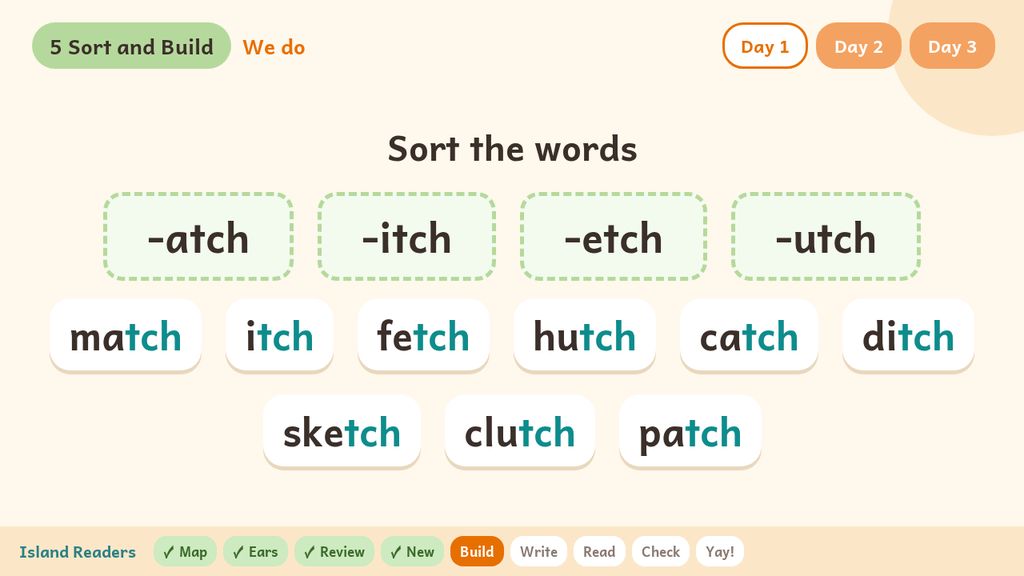 5 Sort and Build We do Day 1 Day 2 Day 3
Sort the words
-atch -itch -etch -utch
match itch fetch hutch catch ditch
sketch clutch patch
Island Readers ✓ Map ✓ Ears ✓ Review ✓ New Build Write Read Check Yay!